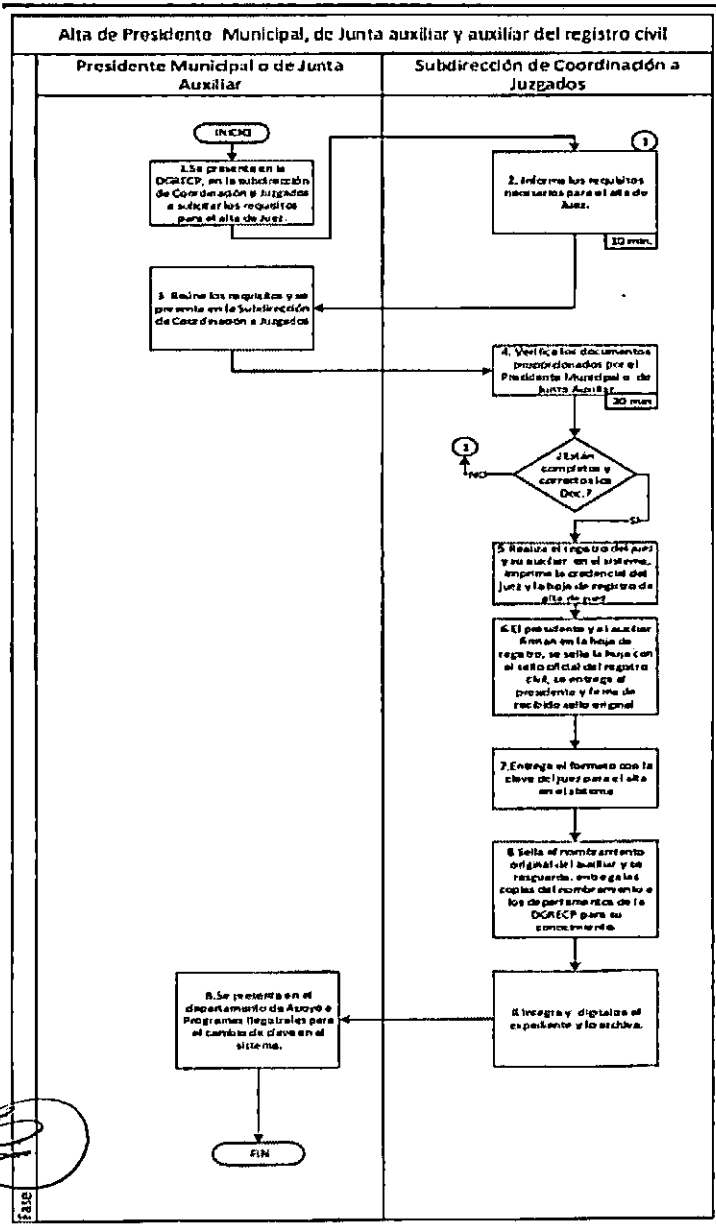 Alta de Presidente Municipal, de Junta auxiliar y auxiliar del registro civil
Presidente Municipal o de Junta
Auxiliar
Subdirección de Coordinación a
Juzgados
INICIO
1.Se presenta en la
DGRECP, en la subdirección
de Coordinación a Juzgados
a solicitar los requisitos
para el alta de Juez.
1
2. Informa los requisitos
necesarios para el alta de
Juez.
10 min.
3. Reúne los requisitos y se
presenta en la Subdirección
de Coordinación a Juzgados
4. Verifica los documentos
proporcionados por el
Presidente Municipal o de
Junta Auxiliar
20 min
¿Están
completos y
correctos los
Doc.?
1
NO
SI
5 Realiza el registro del juez
y su auxiliar en el sistema,
imprime la credencial del
juez y la hoja de registro de
alta de juez
6 El presidente y el auxiliar
firman en la hoja de
registro, se sella la hoja con
el sello oficial del registro
civil, se entrega al
presidente y firma de
recibido sello original
7.Entrega el formato con la
clave del juez para el alta
en el sistema
8 Sella el nombramiento
original del auxiliar y se
resguarda, entrega las
copias del nombramiento a
los departamentos de la
DGRECP para su
conocimiento.
Integra y digitaliza el
expediente y lo archiva.
8.Se presenta en el
departamento de Apoyo a
Programas Registrales para
el cambio de clave en el
sistema.
FIN
Fase